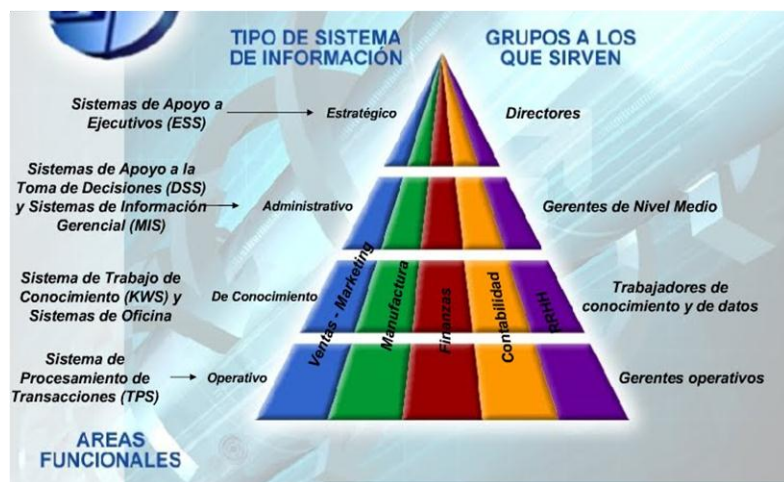 TIPO DE SISTEMA
DE INFORMACIÓN
GRUPOS A LOS
QUE SIRVEN
Sistemas de Apoyo a
Ejecutivos (ESS)
Estratégico
Directores
Sistemas de Apoyo a la
Toma de Decisiones (DSS)
y Sistemas de Información
Gerencial (MIS)
Administrativo
Gerentes de Nivel Medio
Sistema de Trabajo de
Conocimiento (KWS) y
Sistemas de Oficina
De Conocimiento
Trabajadores de
conocimiento y de datos
Sistema de
Procesamiento de
Transacciones (TPS)
Operativo
Gerentes operativos
Ventas - Marketing
Manufactura
Finanzas
Contabilidad
RRHH
AREAS
FUNCIONALES